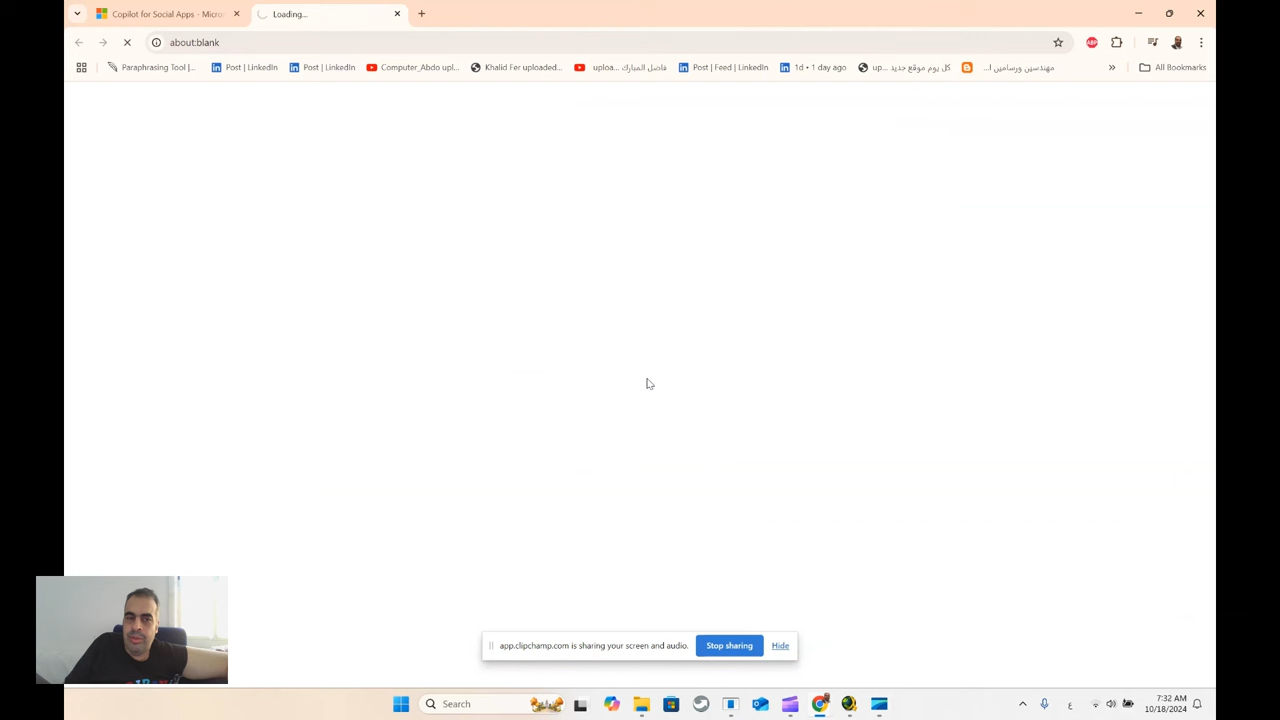 Copilot for Social Apps - Micro
Loading...
about:blank
Paraphrasing Tool |...
Post | LinkedIn
Post | LinkedIn
Computer_Abdo upl...
Khalid Fer uploaded...
فاضل المبارك uploa...
Post | Feed | LinkedIn
1d • 1 day ago
كل يوم موقع جديد up...
مهندسين ورسامين ا...
All Bookmarks
ABP
app.clipchamp.com is sharing your screen and audio.
Stop sharing
Hide
Search
ع
7:32 AM
10/18/2024